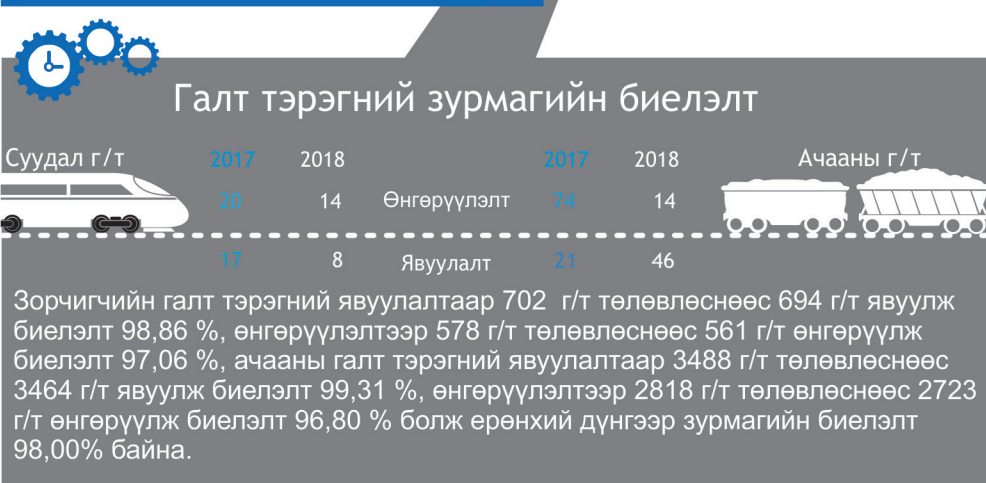 Галт тэрэгний зурмагийн биелэлт
Суудал г/т 2017 2018 2017 2018 Ачааны г/т
20 14 Өнгөрүүлэлт 74 14
17 8 Явуулалт 21 46
Зорчигчийн галт тэрэгний явуулалтаар 702 г/т төлөвлөснөөс 694 г/т явуулж
биелэлт 98,86 %, өнгөрүүлэлтээр 578 г/т төлөвлөснөөс 561 г/т өнгөрүүлж
биелэлт 97,06 %, ачааны галт тэрэгний явуулалтаар 3488 г/т төлөвлөснөөс
3464 г/т явуулж биелэлт 99,31 %, өнгөрүүлэлтээр 2818 г/т төлөвлөснөөс 2723
г/т өнгөрүүлж биелэлт 96,80 % болж ерөнхий дүнгээр зурмагийн биелэлт
98,00% байна.